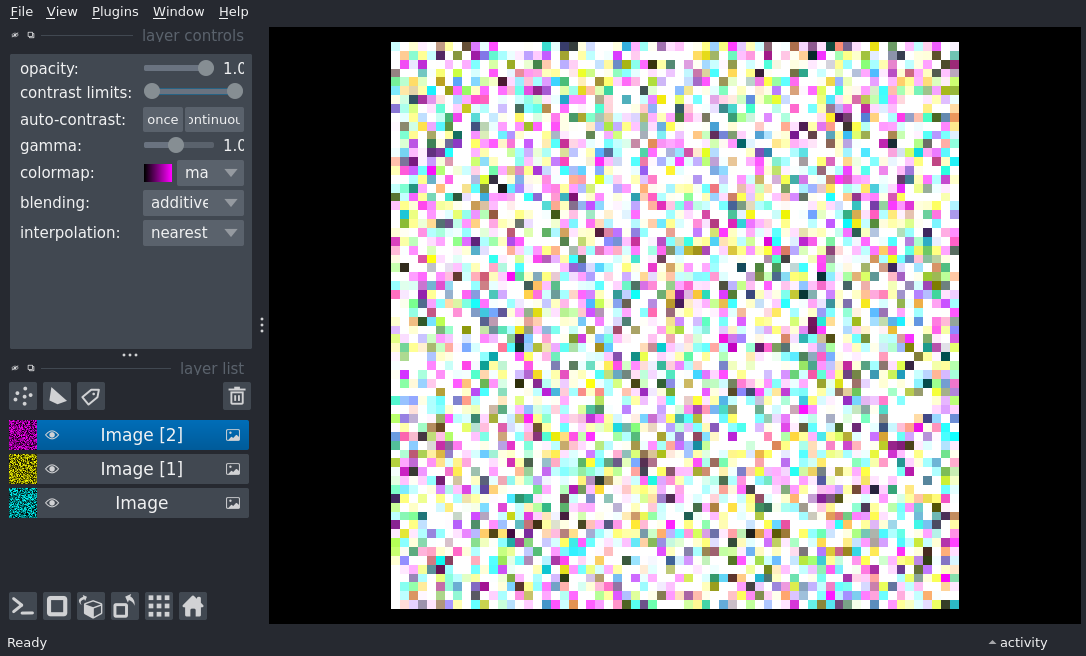 File View Plugins Window Help
layer controls
opacity: 1.0
contrast limits:
auto-contrast: once ontinuou
gamma: 1.0
colormap: ma
blending: additive
interpolation: nearest
layer list
Image [2]
Image [1]
Image
Ready
activity